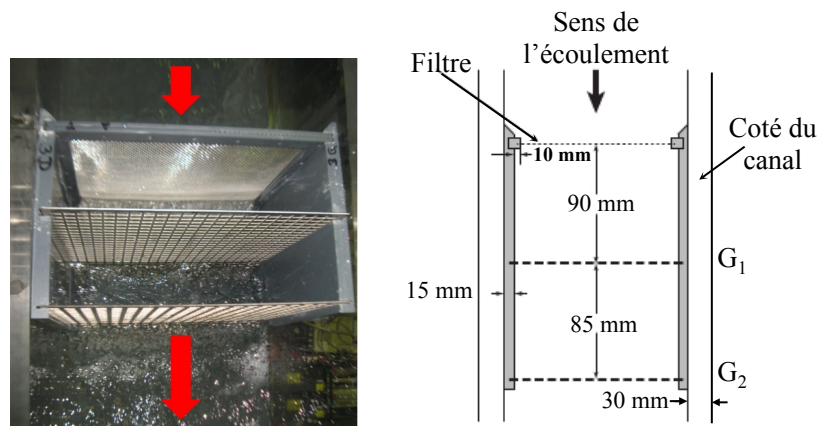 Sens de
l'écoulement
Filtre
Coté du
canal
10 mm
90 mm
G1
15 mm
85 mm
G2
30 mm